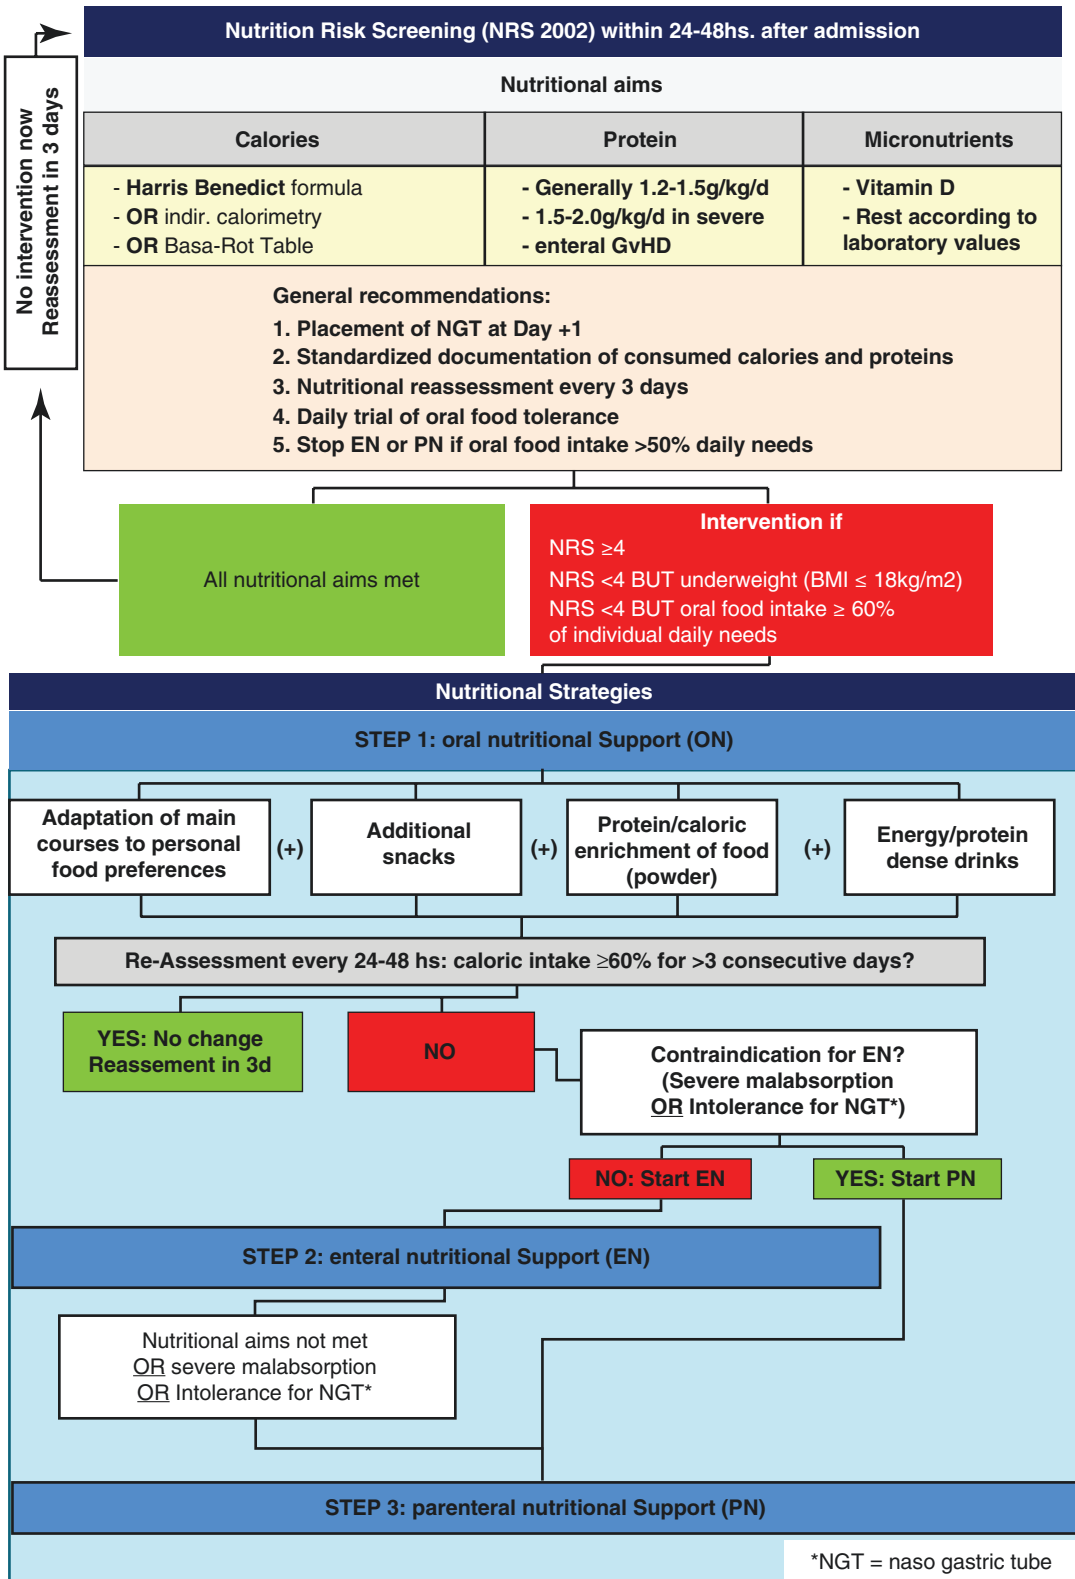 Nutrition Risk Screening (NRS 2002) within 24-48hs. after admission
No intervention now
Reassessment in 3 days
Nutritional aims
Calories
Protein
Micronutrients
- Harris Benedict formula
- OR indir. calorimetry
- OR Basa-Rot Table
- Generally 1.2-1.5g/kg/d
- 1.5-2.0g/kg/d in severe
- enteral GvHD
- Vitamin D
- Rest according to
laboratory values
General recommendations:
1. Placement of NGT at Day +1
2. Standardized documentation of consumed calories and proteins
3. Nutritional reassessment every 3 days
4. Daily trial of oral food tolerance
5. Stop EN or PN if oral food intake >50% daily needs
All nutritional aims met
Intervention if
NRS ≥4
NRS <4 BUT underweight (BMI ≤ 18kg/m2)
NRS <4 BUT oral food intake ≥ 60%
of individual daily needs
Nutritional Strategies
STEP 1: oral nutritional Support (ON)
Adaptation of main
courses to personal
food preferences
(+)
Additional
snacks
(+)
Protein/caloric
enrichment of food
(powder)
(+)
Energy/protein
dense drinks
Re-Assessment every 24-48 hs: caloric intake ≥60% for >3 consecutive days?
YES: No change
Reassement in 3d
NO
Contraindication for EN?
(Severe malabsorption
OR Intolerance for NGT*)
NO: Start EN
YES: Start PN
STEP 2: enteral nutritional Support (EN)
Nutritional aims not met
OR severe malabsorption
OR Intolerance for NGT*
STEP 3: parenteral nutritional Support (PN)
*NGT = naso gastric tube